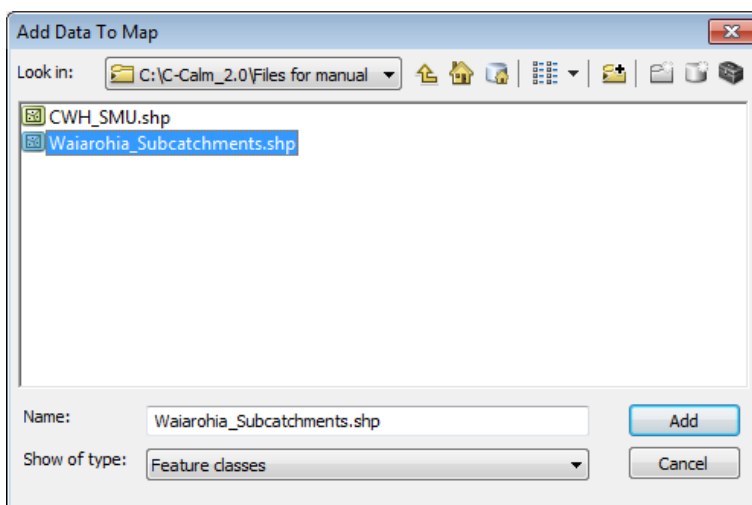 Add Data To Map
Look in: C:\C-Calm_2.0\Files for manual
CWH_SMU.shp
Waiarohia_Subcatchments.shp
Name: Waiarohia_Subcatchments.shp Add
Show of type: Feature classes Cancel